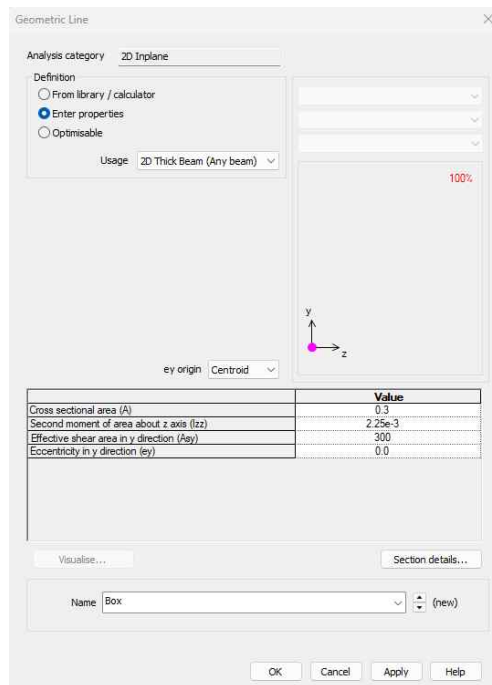 Geometric Line
Analysis category 2D Inplane
Definition
From library / calculator
Enter properties
Optimisable
Usage 2D Thick Beam (Any beam)
100%
y
z
ey origin Centroid
Value
Cross sectional area (A) 0.3
Second moment of area about z axis (Izz) 2.25e-3
Effective shear area in y direction (Asy) 300
Eccentricity in y direction (ey) 0.0
Visualise...
Section details...
Name Box (new)
OK Cancel Apply Help